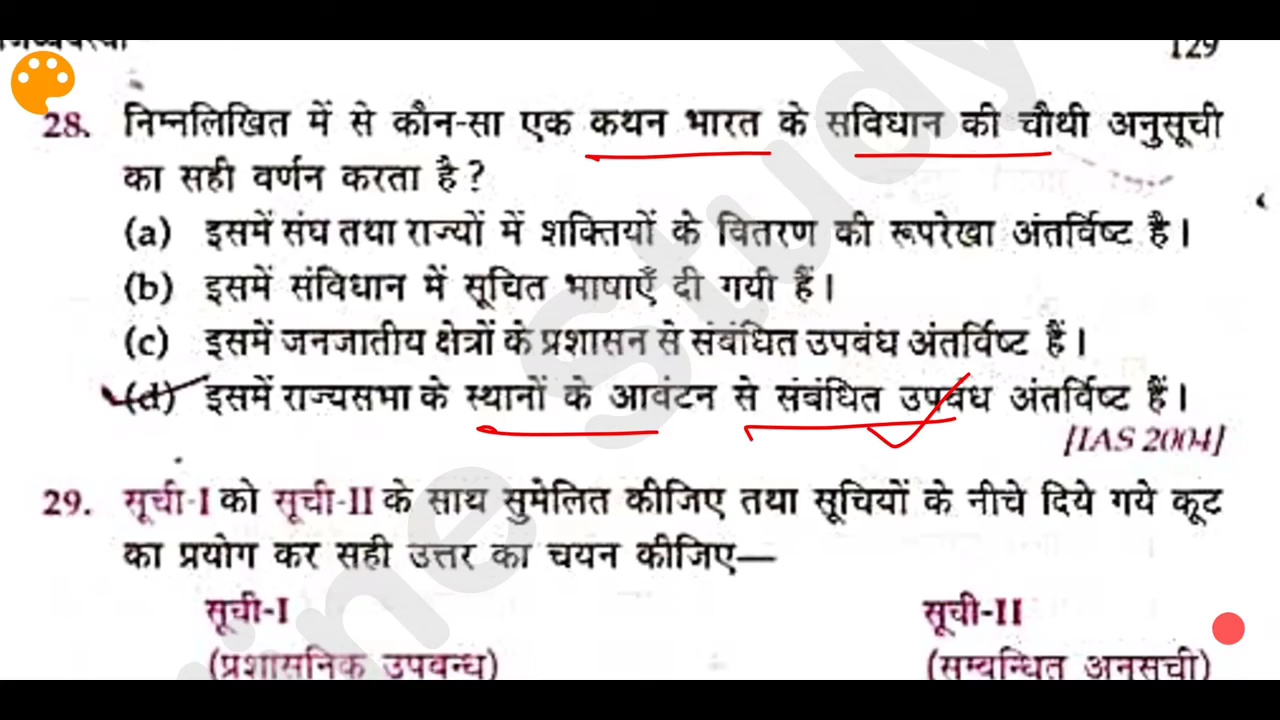 129
28. निम्नलिखित में से कौन-सा एक कथन भारत के सविधान की चौथी अनुसूची
का सही वर्णन करता है ?
(a) इसमें संघ तथा राज्यों में शक्तियों के वितरण की रूपरेखा अंतर्विष्ट है।
(b) इसमें संविधान में सूचित भाषाएँ दी गयी हैं।
(c) इसमें जनजातीय क्षेत्रों के प्रशासन से संबंधित उपबंध अंतर्विष्ट हैं।
(d) इसमें राज्यसभा के स्थानों के आवंटन से संबंधित उपबंध अंतर्विष्ट हैं।
[IAS 2004]
29. सूची-I को सूची-II के साथ सुमेलित कीजिए तथा सूचियों के नीचे दिये गये कूट
का प्रयोग कर सही उत्तर का चयन कीजिए—
सूची-I सूची-II
(प्रशासनिक उपबन्ध) (सम्बन्धित अनुसूची)
Study